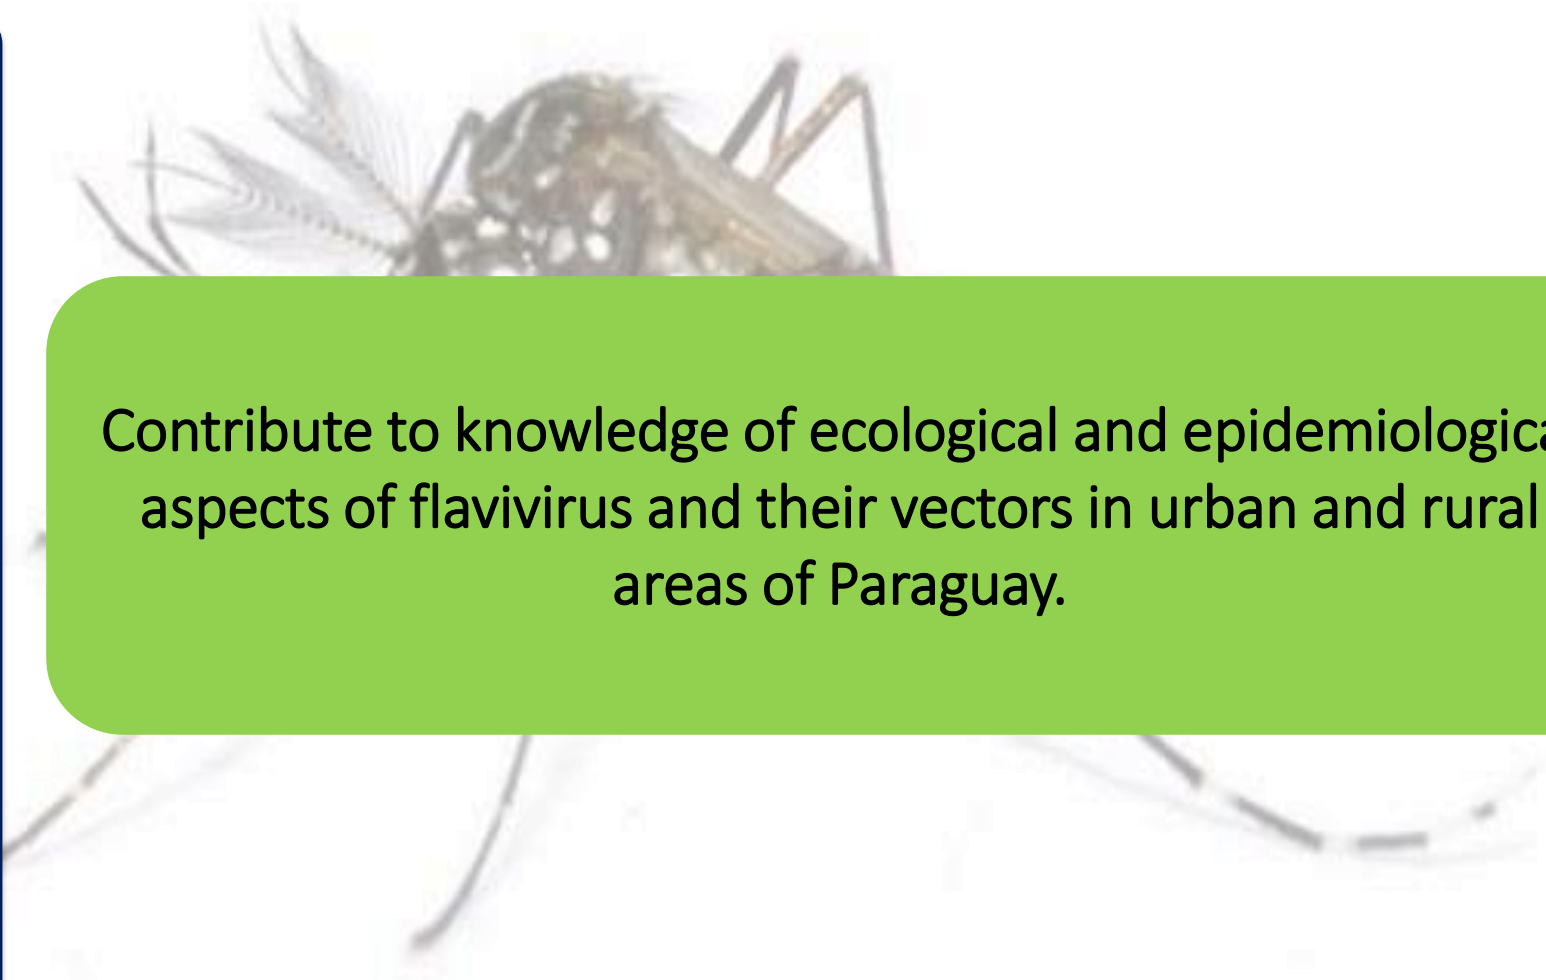 Contribute to knowledge of ecological and epidemiologica
aspects of flavivirus and their vectors in urban and rural
areas of Paraguay.